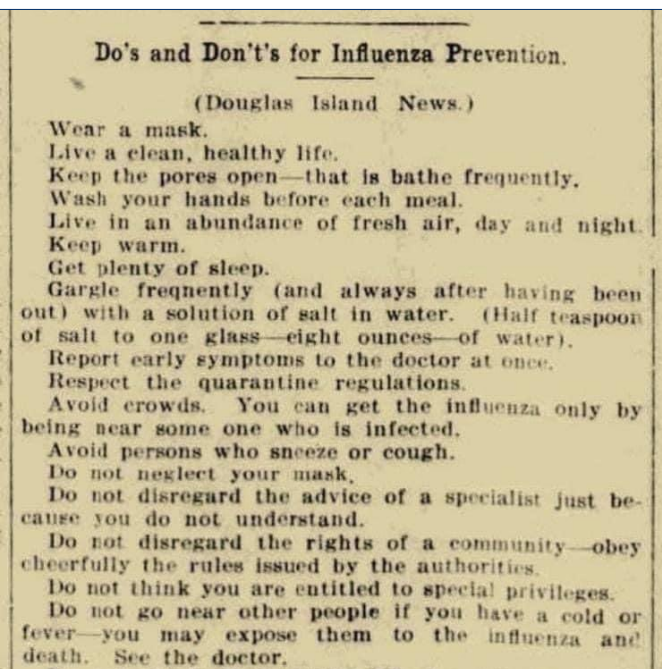 Do's and Don't's for Influenza Prevention.
(Douglas Island News.)
Wear a mask.
Live a clean, healthy life.
Keep the pores open—that is bathe frequently.
Wash your hands before each meal.
Live in an abundance of fresh air, day and night.
Keep warm.
Get plenty of sleep.
Gargle freqnently (and always after having been
out) with a solution of salt in water. (Half teaspoon
of salt to one glass—eight ounces—of water).
Report early symptoms to the doctor at once.
Respect the quarantine regulations.
Avoid crowds. You can get the influenza only by
being near some one who is infected.
Avoid persons who sneeze or cough.
Do not neglect your mask.
Do not disregard the advice of a specialist just be-
cause you do not understand.
Do not disregard the rights of a community—obey
cheerfully the rules issued by the authorities.
Do not think you are entitled to special privileges.
Do not go near other people if you have a cold or
fever—you may expose them to the influenza and
death. See the doctor.